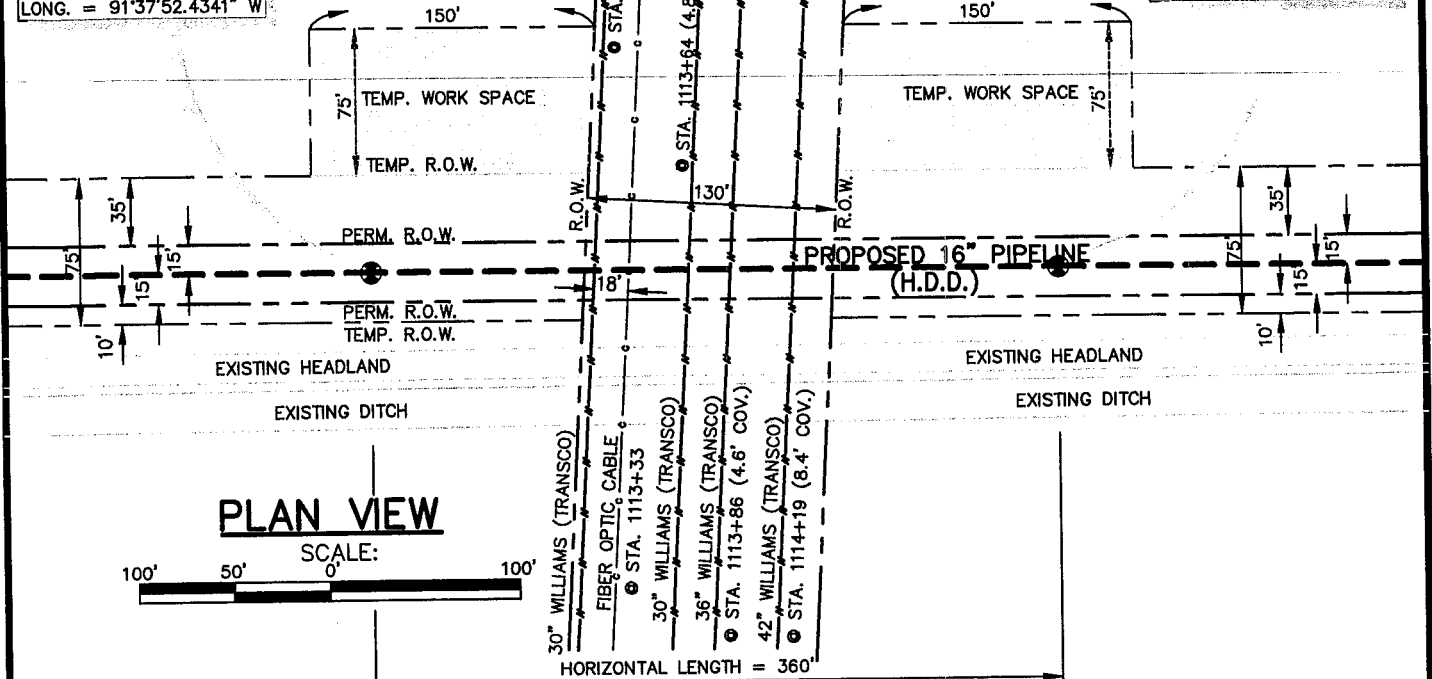 LONG. = 91°37'52.4341" W
150'
150'
@ STA.
@ STA. 1113+64 (4.8
75'
TEMP. WORK SPACE
TEMP. WORK SPACE
75'
TEMP. R.O.W.
R.O.W.
130'
R.O.W.
35'
35'
75'
15'
15'
PERM. R.O.W.
PROPOSED 16" PIPELINE
(H.D.D.)
18'
75'
15'
15'
PERM. R.O.W.
TEMP. R.O.W.
10'
10'
EXISTING HEADLAND
EXISTING HEADLAND
EXISTING DITCH
EXISTING DITCH
30" WILLIAMS (TRANSCO)
FIBER OPTIC CABLE
@ STA. 1113+33
30" WILLIAMS (TRANSCO)
36" WILLIAMS (TRANSCO)
@ STA. 1113+86 (4.6' COV.)
42" WILLIAMS (TRANSCO)
@ STA. 1114+19 (8.4' COV.)
PLAN VIEW
SCALE:
100' 50' 0' 100'
HORIZONTAL LENGTH = 360'